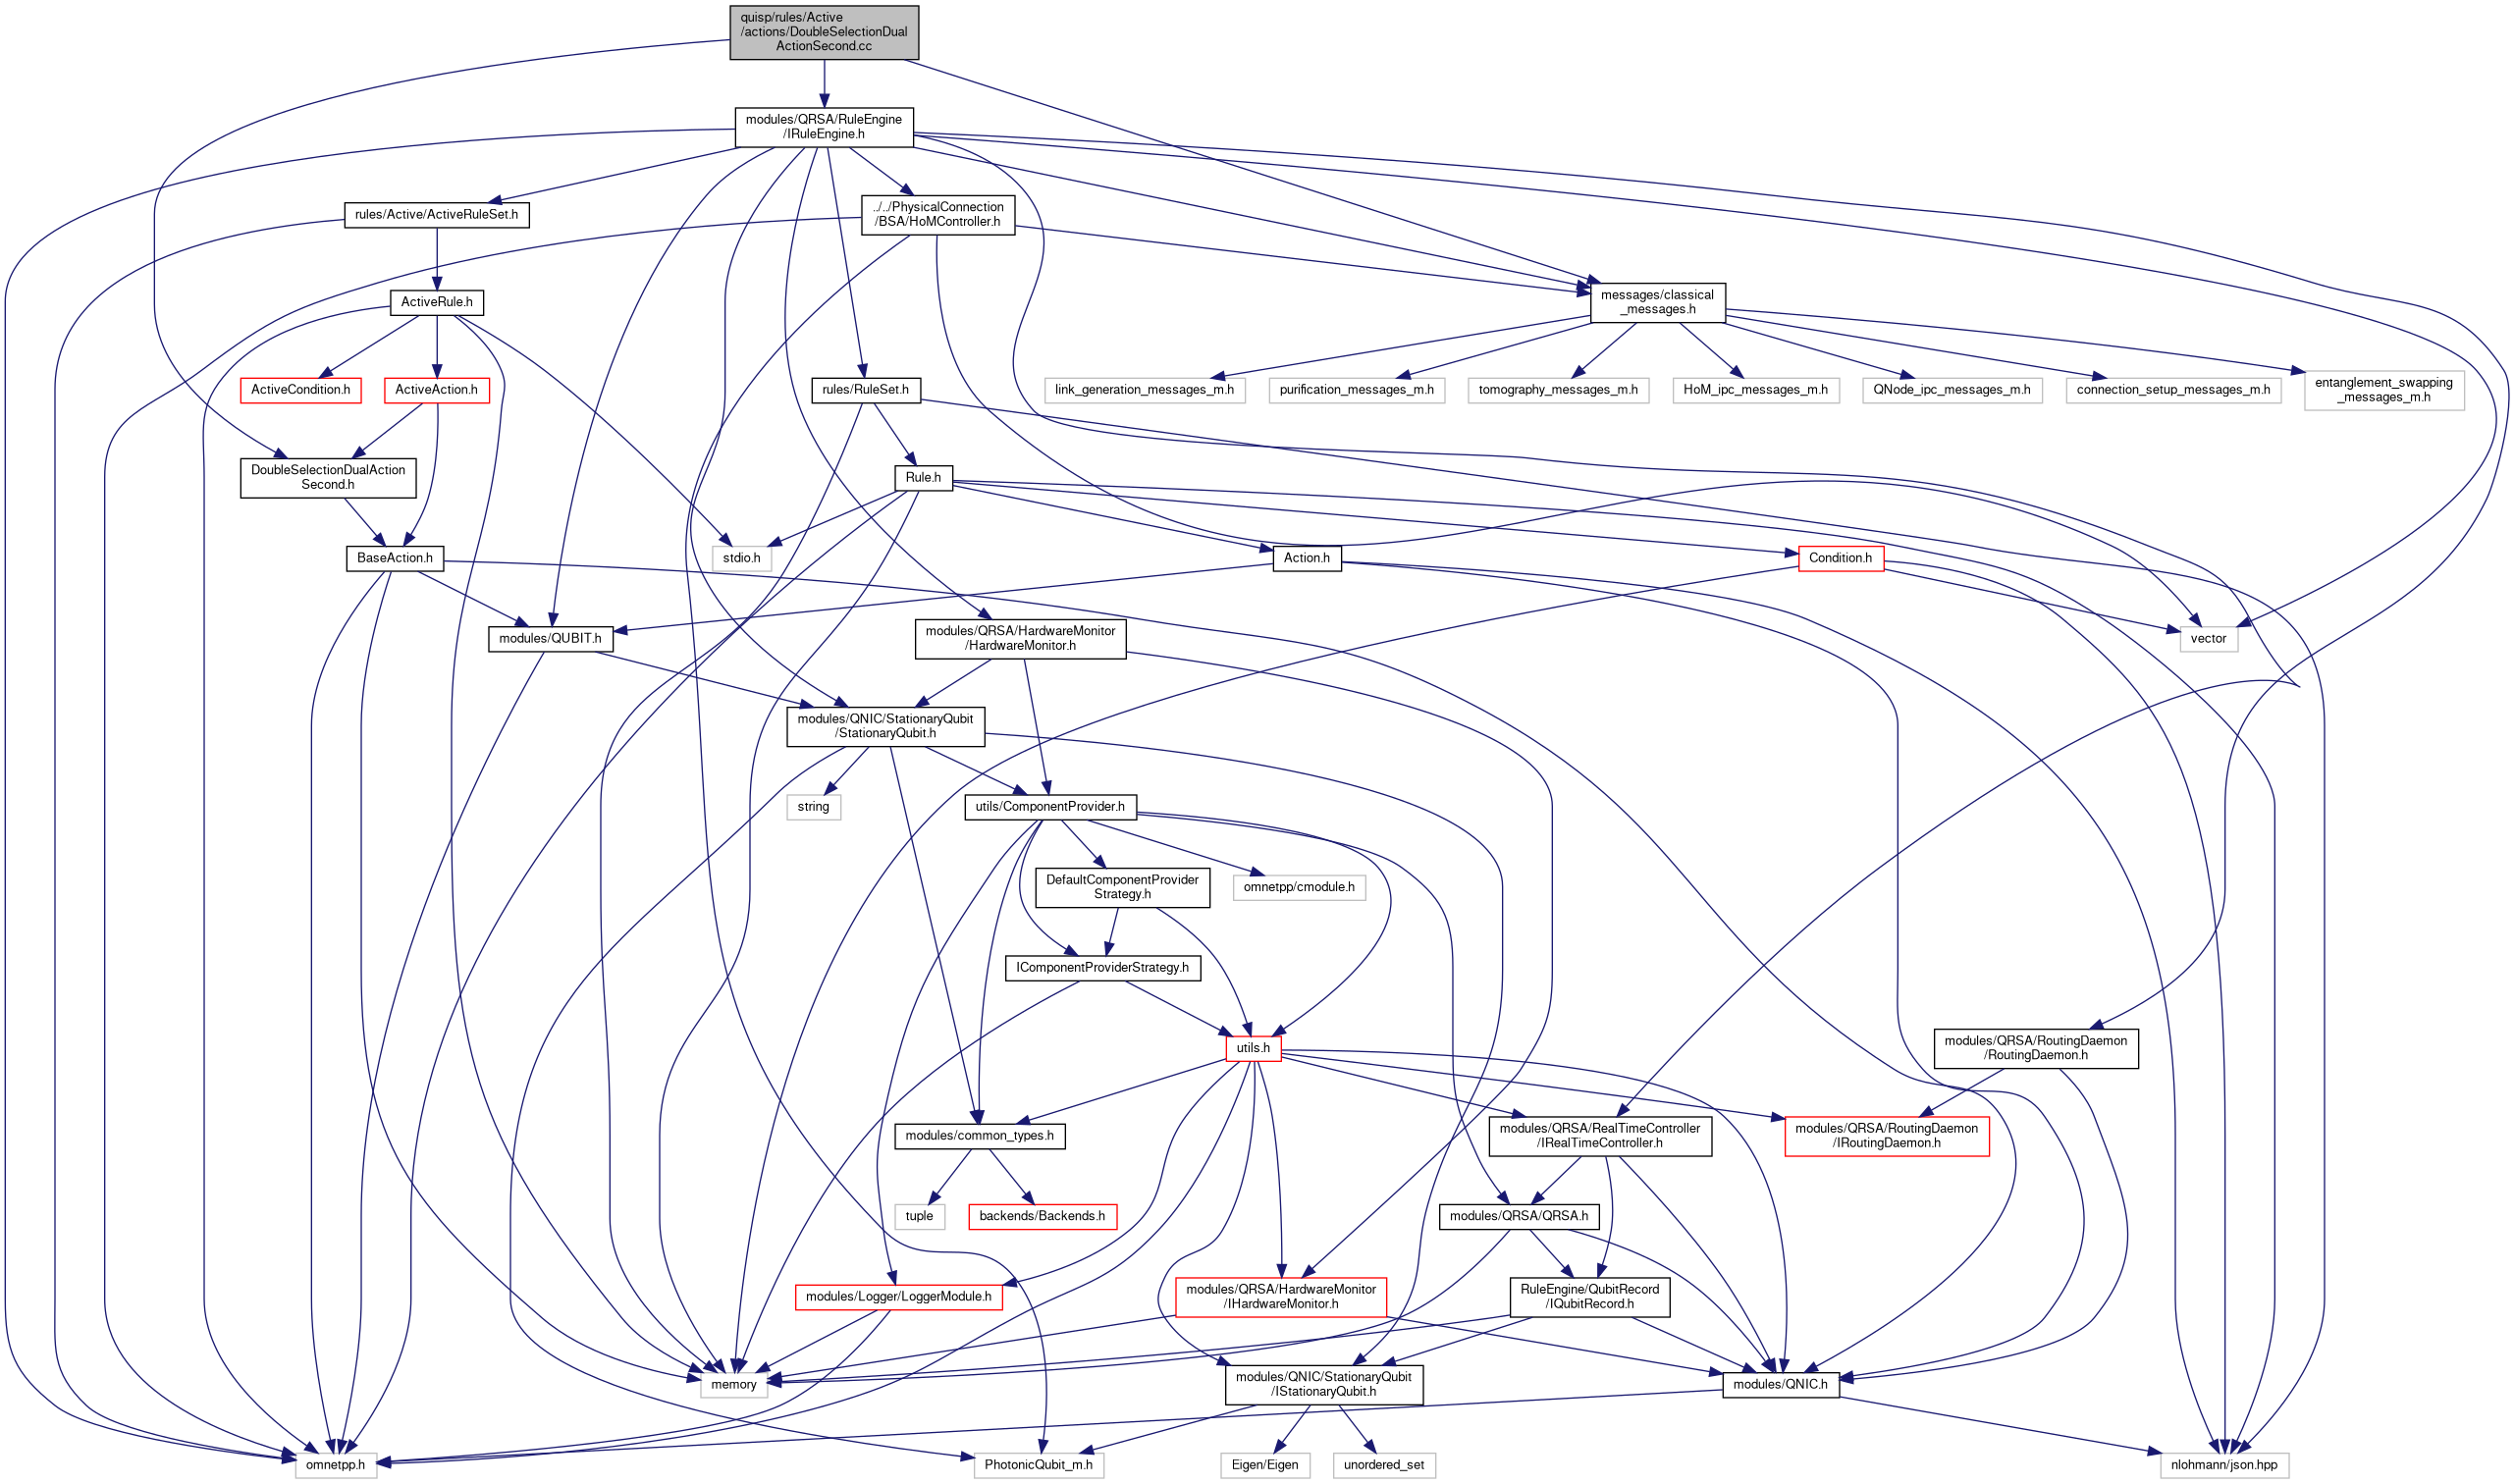 quisp/rules/Active
/actions/DoubleSelectionDual
ActionSecond.cc
modules/QRSA/RuleEngine
/IRuleEngine.h
rules/Active/ActiveRuleSet.h
../../PhysicalConnection
/BSA/HoMController.h
ActiveRule.h
messages/classical
_messages.h
ActiveCondition.h
ActiveAction.h
rules/RuleSet.h
link_generation_messages_m.h
purification_messages_m.h
tomography_messages_m.h
HoM_ipc_messages_m.h
QNode_ipc_messages_m.h
connection_setup_messages_m.h
entanglement_swapping
_messages_m.h
DoubleSelectionDualAction
Second.h
Rule.h
BaseAction.h
stdio.h
Action.h
Condition.h
modules/QUBIT.h
modules/QRSA/HardwareMonitor
/HardwareMonitor.h
vector
modules/QNIC/StationaryQubit
/StationaryQubit.h
string
utils/ComponentProvider.h
DefaultComponentProvider
Strategy.h
omnetpp/cmodule.h
IComponentProviderStrategy.h
utils.h
modules/QRSA/RoutingDaemon
/RoutingDaemon.h
modules/common_types.h
modules/QRSA/RealTimeController
/IRealTimeController.h
modules/QRSA/RoutingDaemon
/IRoutingDaemon.h
tuple
backends/Backends.h
modules/QRSA/QRSA.h
modules/Logger/LoggerModule.h
modules/QRSA/HardwareMonitor
/IHardwareMonitor.h
RuleEngine/QubitRecord
/IQubitRecord.h
memory
modules/QNIC/StationaryQubit
/IStationaryQubit.h
modules/QNIC.h
omnetpp.h
PhotonicQubit_m.h
Eigen/Eigen
unordered_set
nlohmann/json.hpp